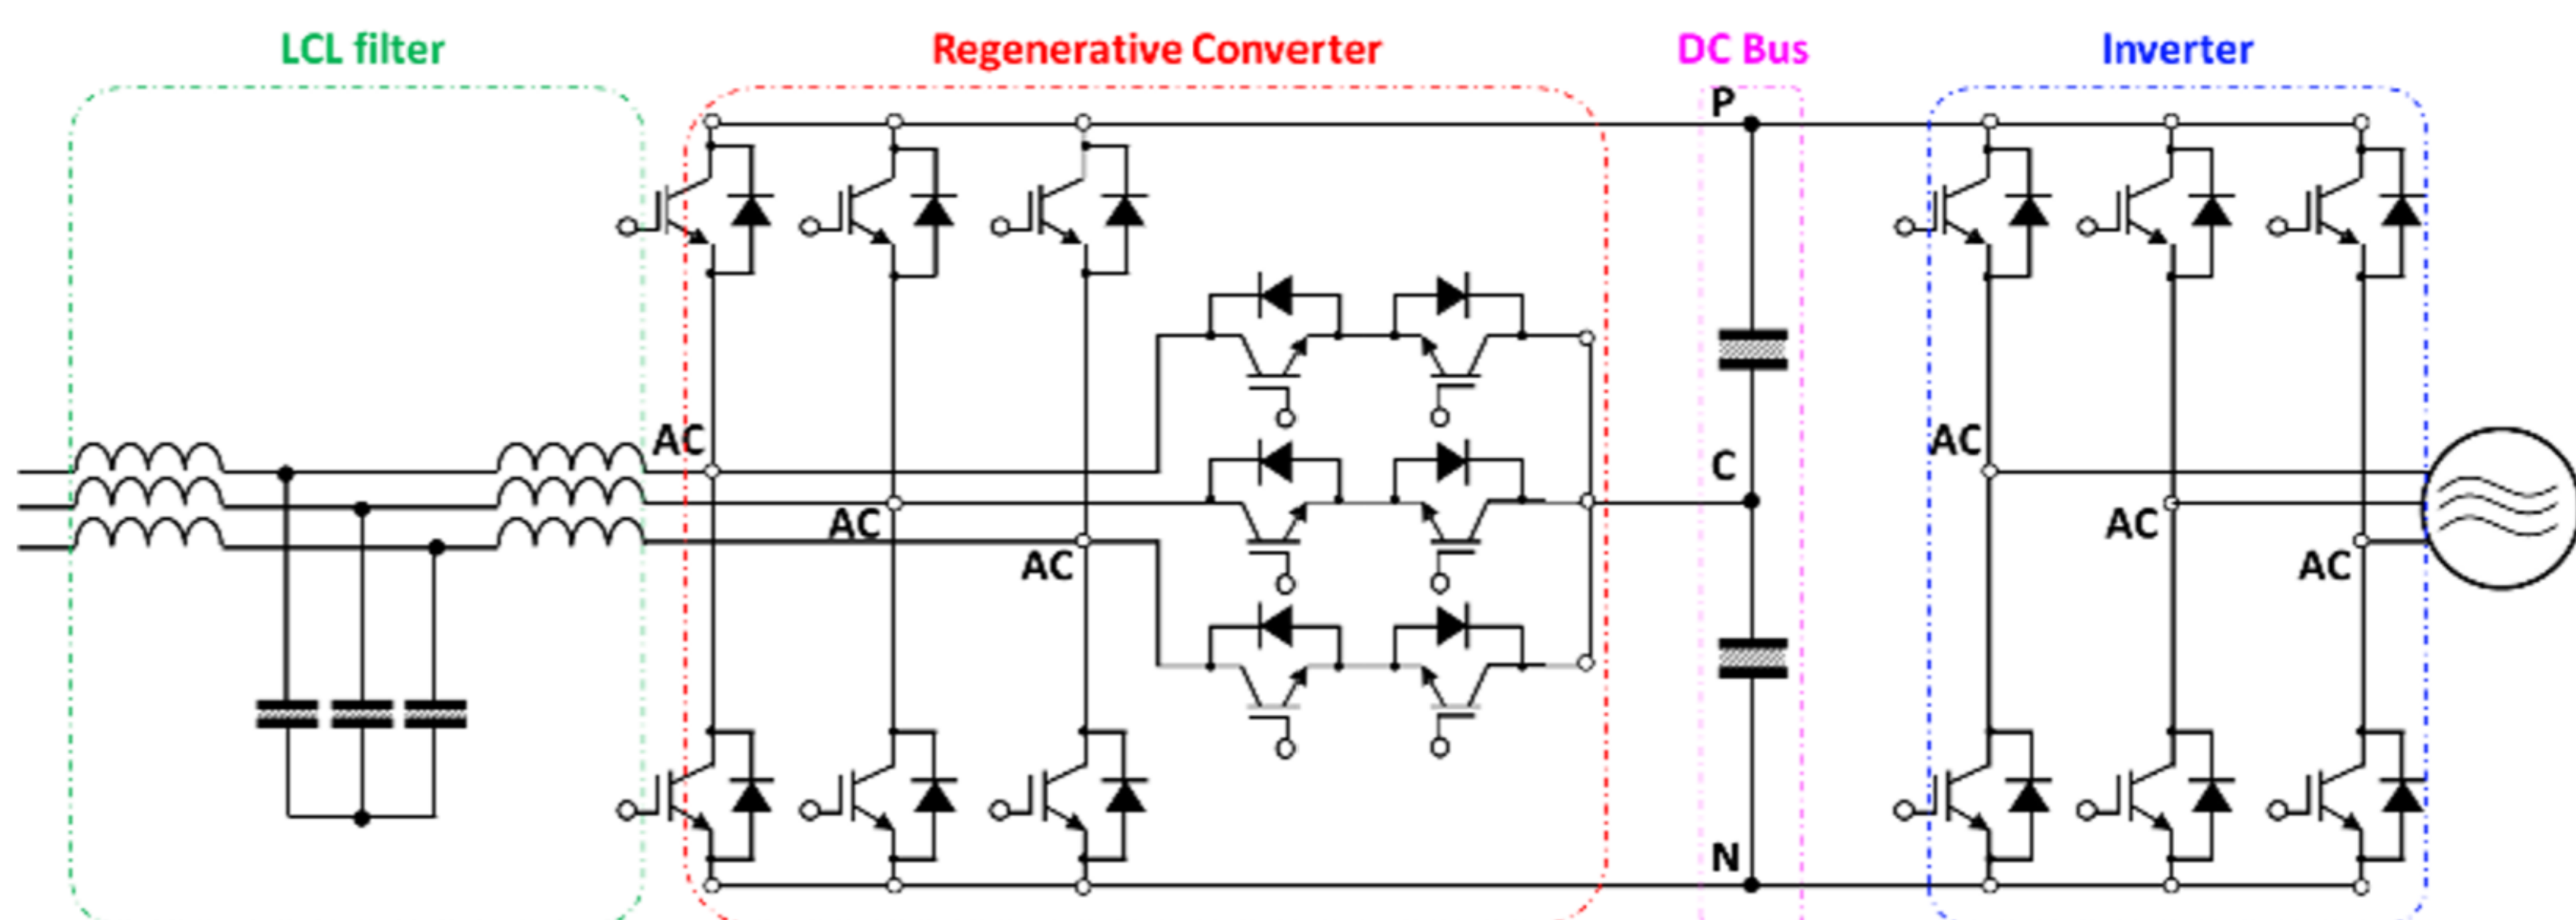 LCL filter
Regenerative Converter
DC Bus
Inverter
P
AC
C
AC
AC
AC
AC
AC
N